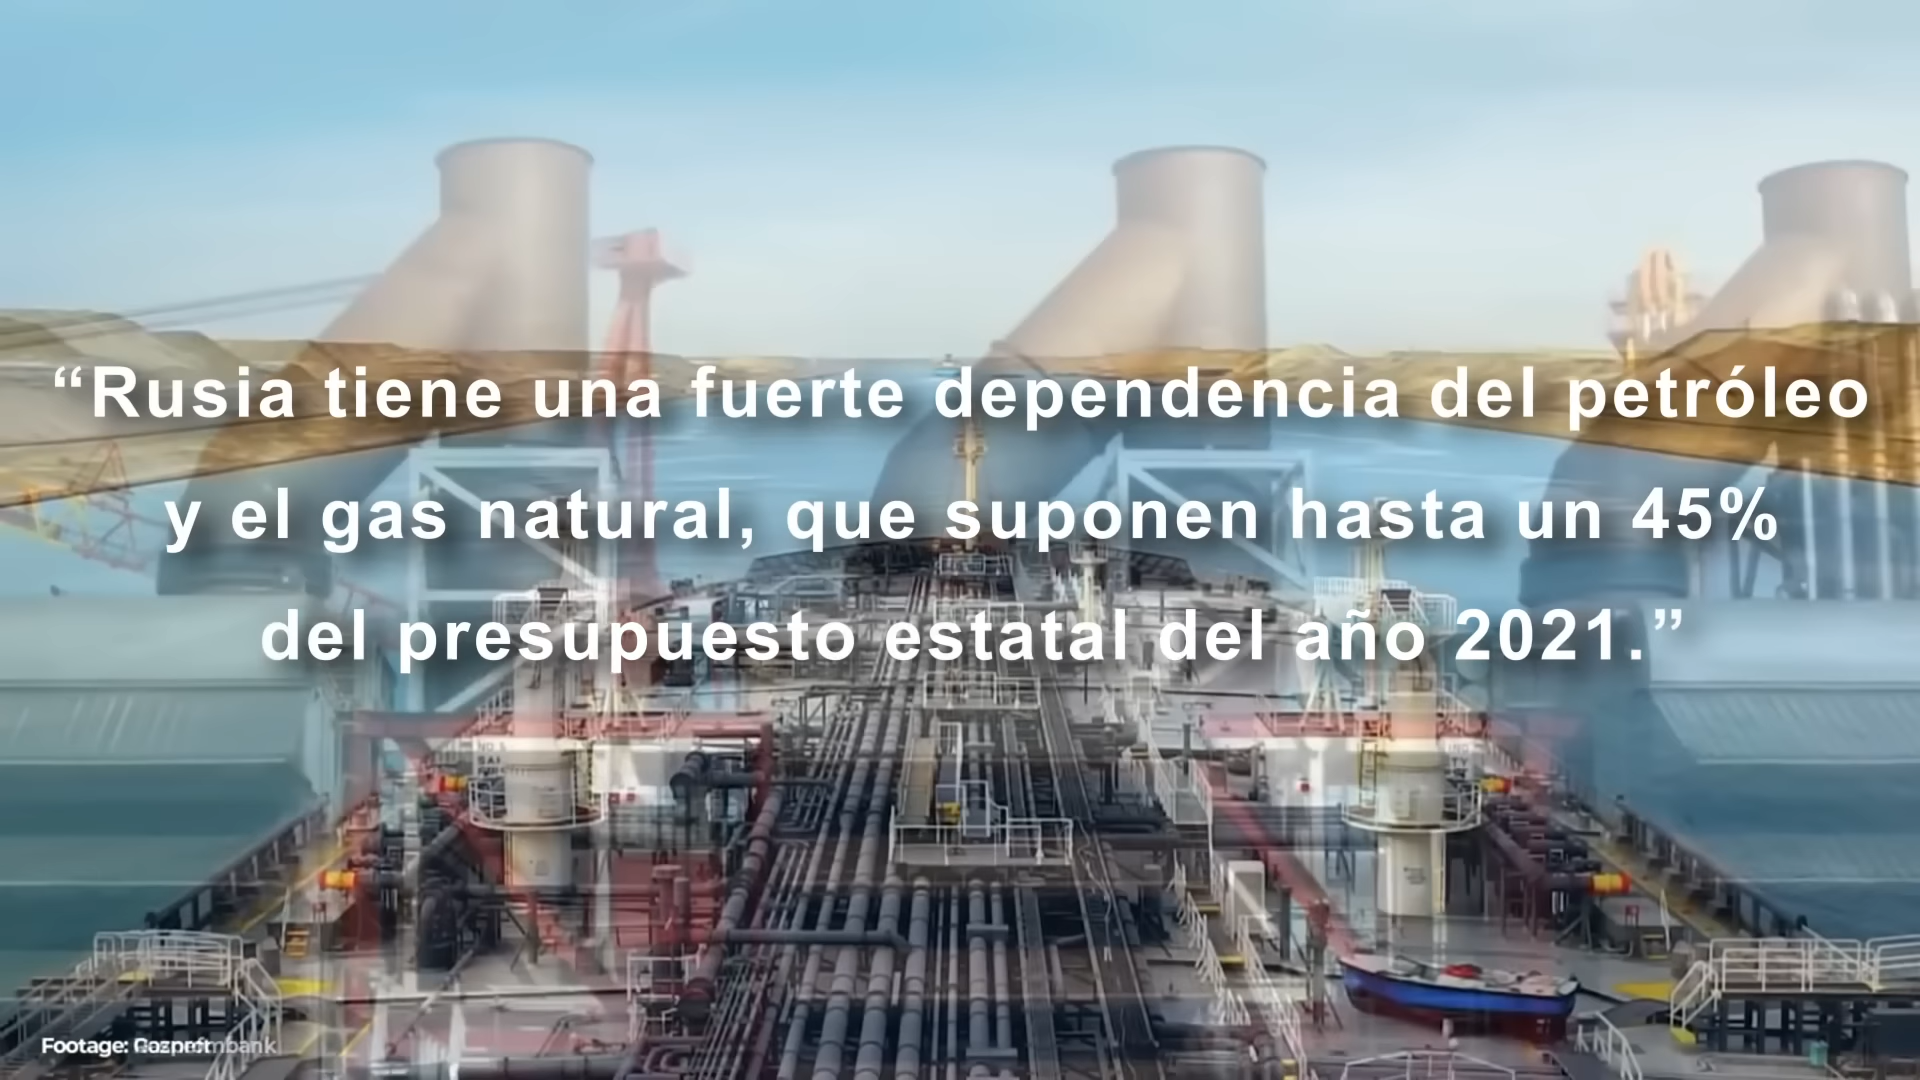 “Rusia tiene una fuerte dependencia del petróleo
y el gas natural, que suponen hasta un 45%
del presupuesto estatal del año 2021.”
Footage: